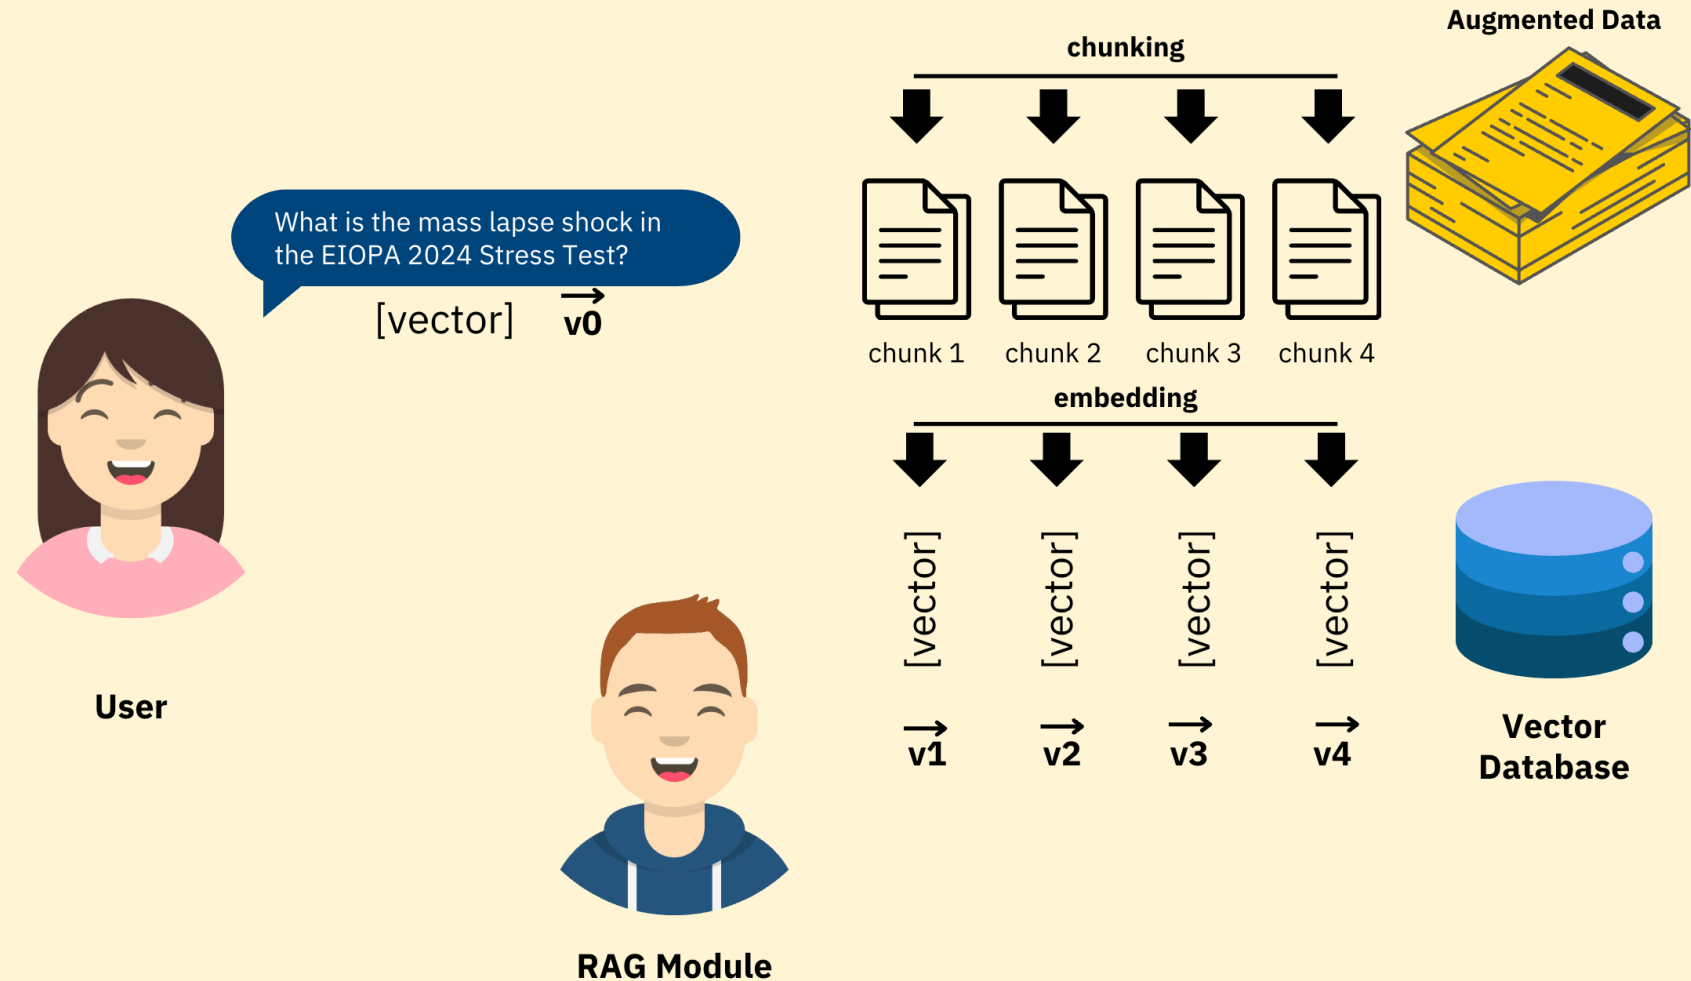 Augmented Data
chunking
What is the mass lapse shock in
the EIOPA 2024 Stress Test?
[vector] v0
chunk 1 chunk 2 chunk 3 chunk 4
embedding
[vector] [vector] [vector] [vector]
v1 v2 v3 v4
User
Vector
Database
RAG Module